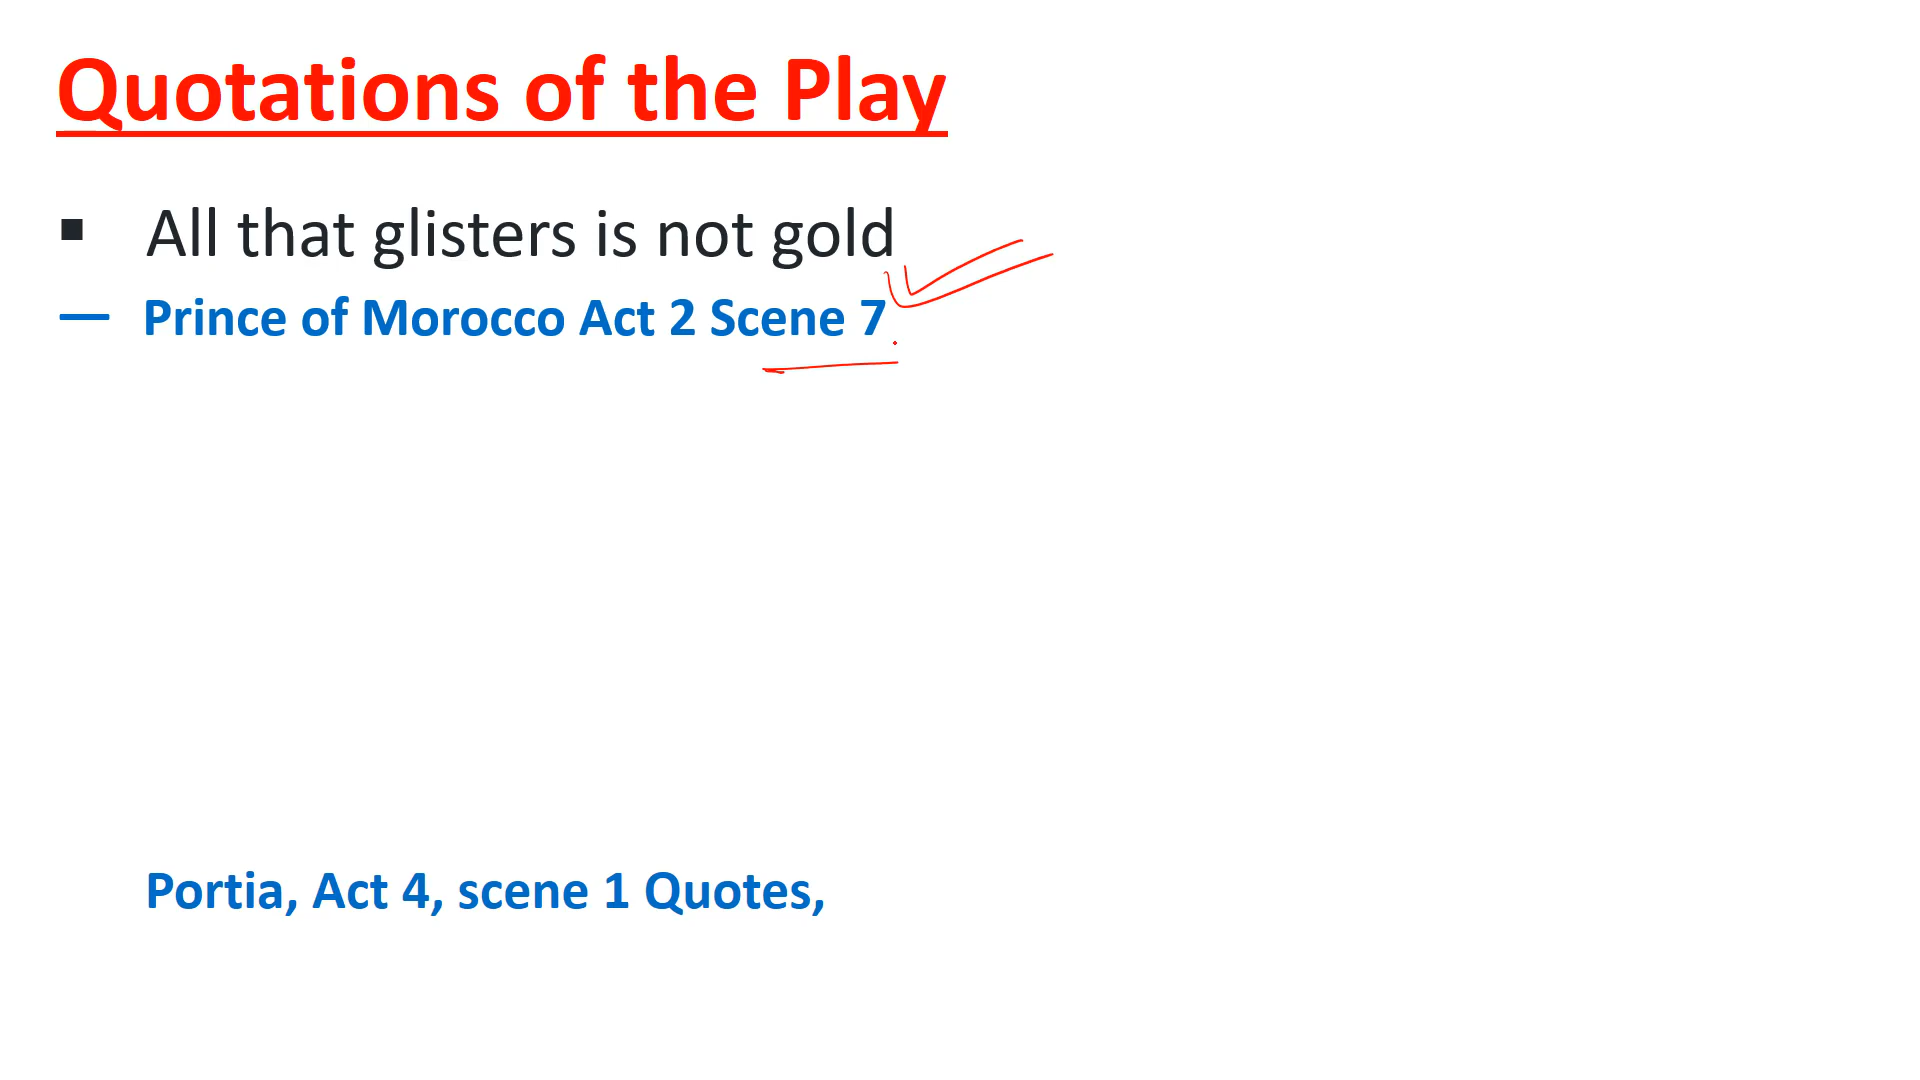 Quotations of the Play
▪ All that glisters is not gold
— Prince of Morocco Act 2 Scene 7
Portia, Act 4, scene 1 Quotes,